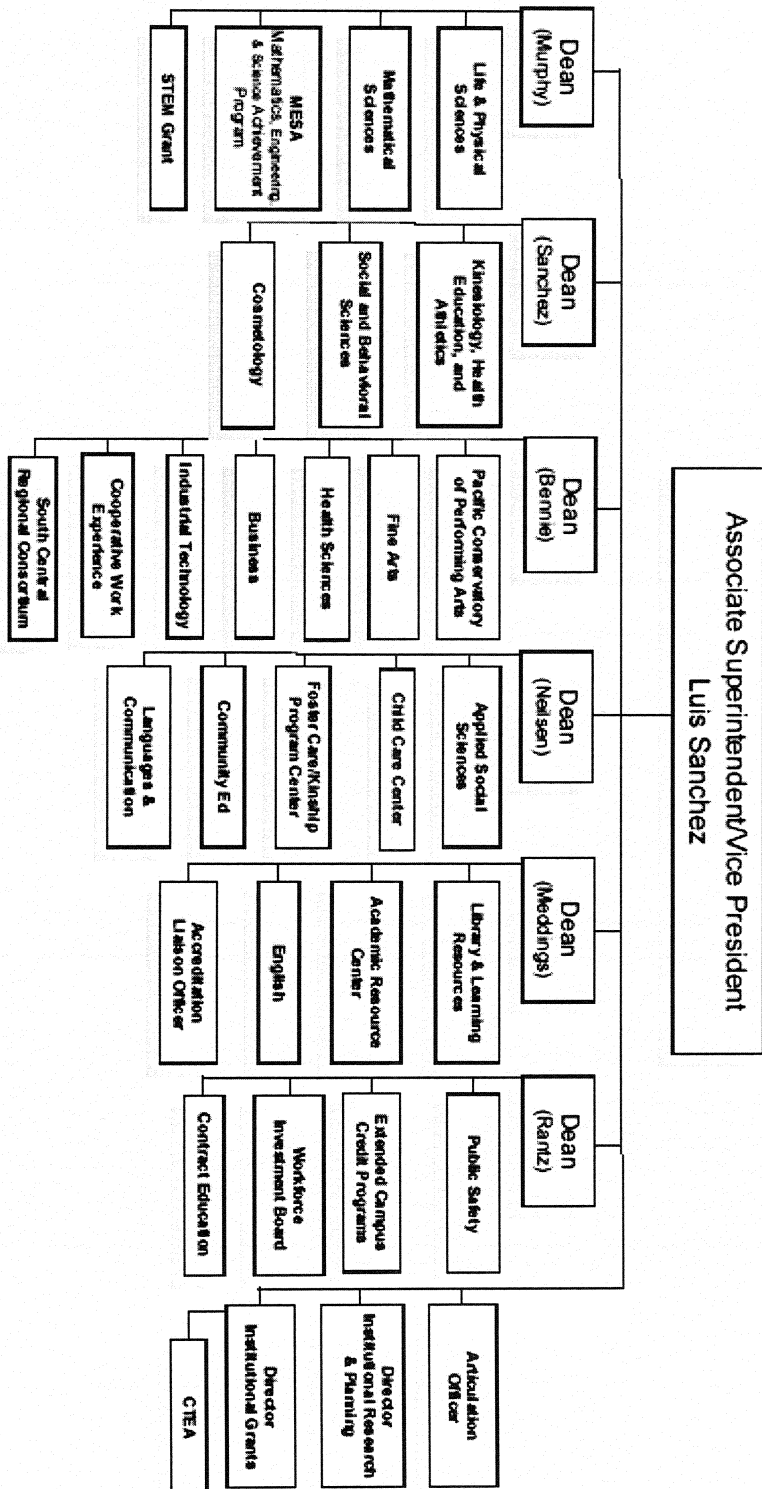 Associate Superintendent/Vice President
Luis Sanchez
Dean
(Murphy)
Life & Physical
Sciences
Mathematical
Sciences
MESA
Mathematics, Engineering
& Science Achievement
Program
STEM Grant
Dean
(Sanchez)
Kinesiology, Health
Education, and
Athletics
Social and Behavioral
Sciences
Cosmetology
Dean
(Bennie)
Pacific Conservatory
of Performing Arts
Fine Arts
Health Sciences
Business
Industrial Technology
Cooperative Work
Experience
South Central
Regional Consortium
Dean
(Neilsen)
Applied Social
Sciences
Child Care Center
Foster Care/Kinship
Program Center
Community Ed
Languages &
Communication
Dean
(Meddings)
Library & Learning
Resources
Academic Resource
Center
English
Accreditation
Liaison Officer
Dean
(Rantz)
Public Safety
Extended Campus
Credit Programs
Workforce
Investment Board
Contract Education
Articulation
Officer
Director
Institutional Research
& Planning
Director
Institutional Grants
CTEA